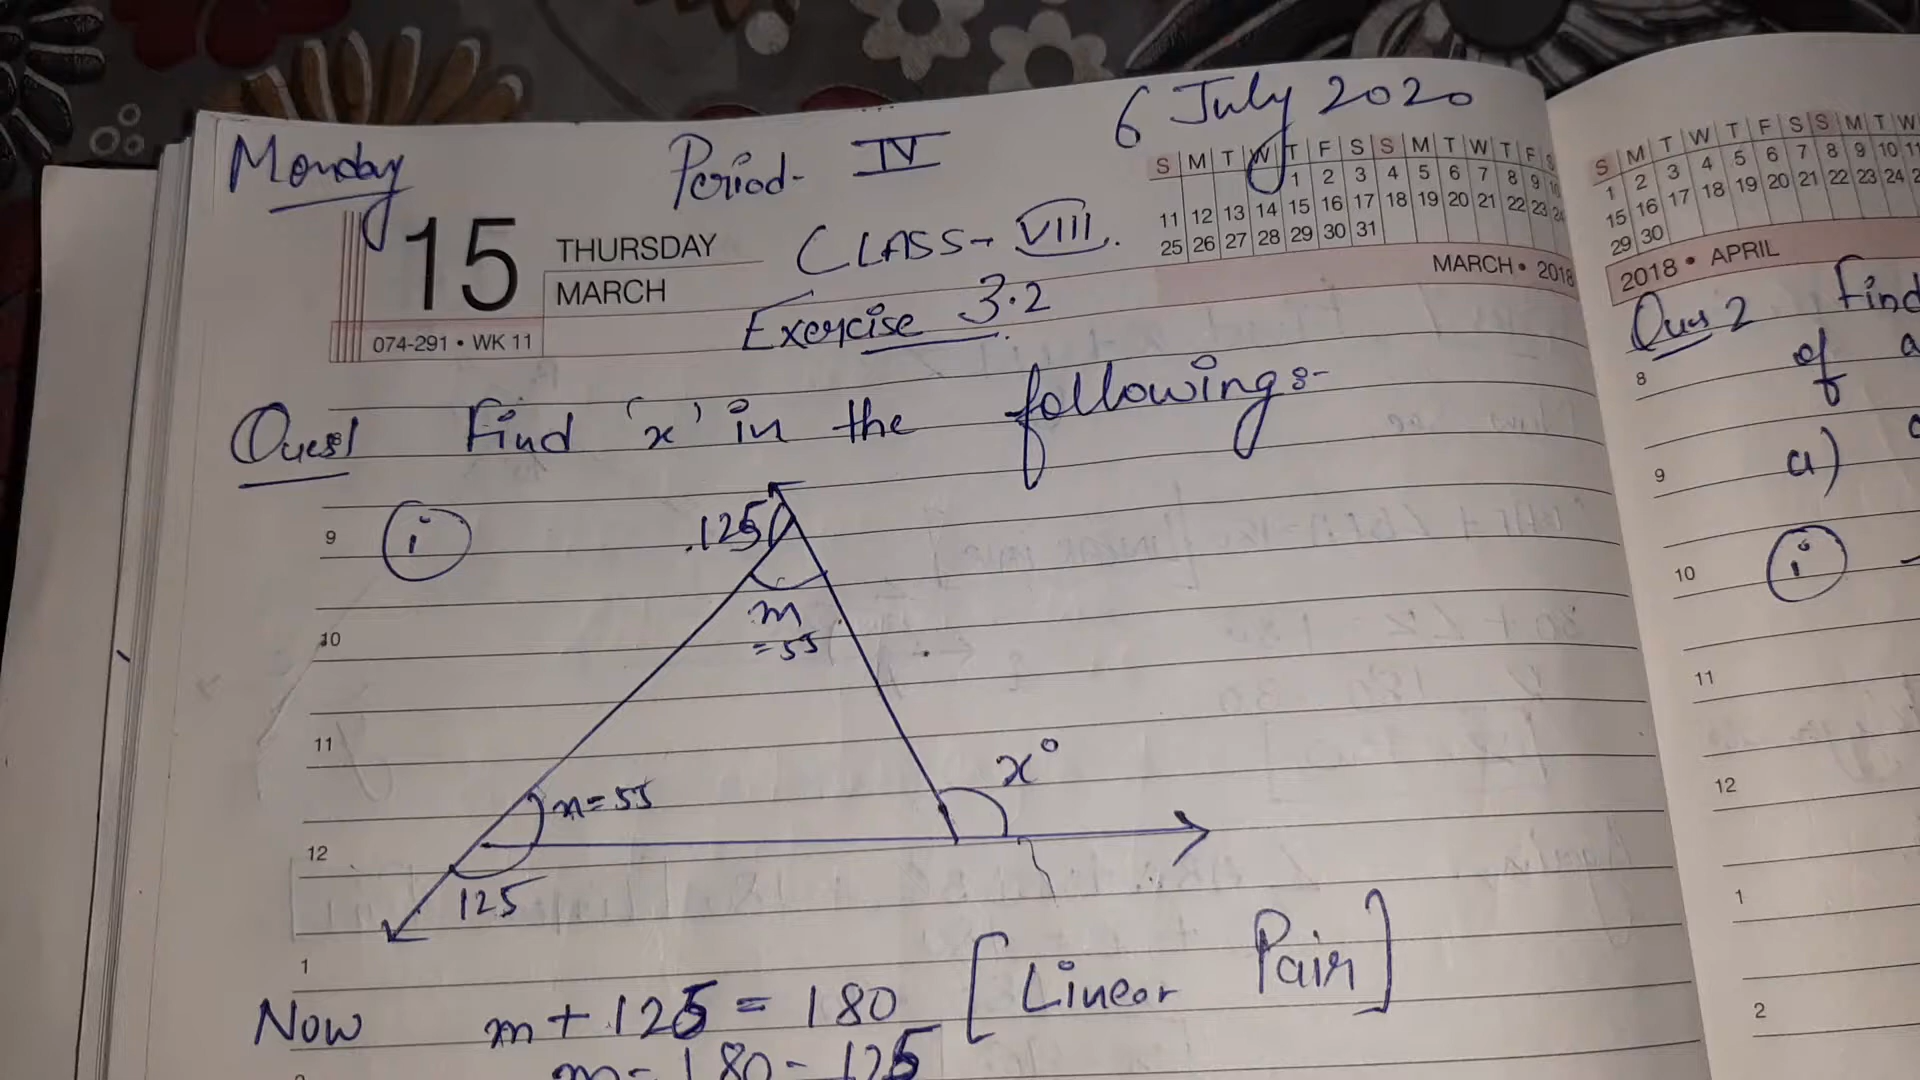 Monday Period- IV 6 July 2020
15 THURSDAY
MARCH
074-291 • WK 11
CLASS- VIII.
S M T W T F S S M T W T F S
1 2 3 4 5 6 7 8 9 10
11 12 13 14 15 16 17 18 19 20 21 22 23 24
25 26 27 28 29 30 31
MARCH • 2018
Exercise 3.2
Ques1 Find 'x' in the following:-
9
i
125
m
= 55
10
11
x°
n=55
12
125
1
Now m + 125 = 180 [Linear Pair]
m= 180 - 125
S M T W T F S S M T W
1 2 3 4 5 6 7 8 9 10 11
15 16 17 18 19 20 21 22 23 24
29 30
2018 • APRIL
Ques 2 Find
8
of a
9
a)
10
i
11
12
1
2